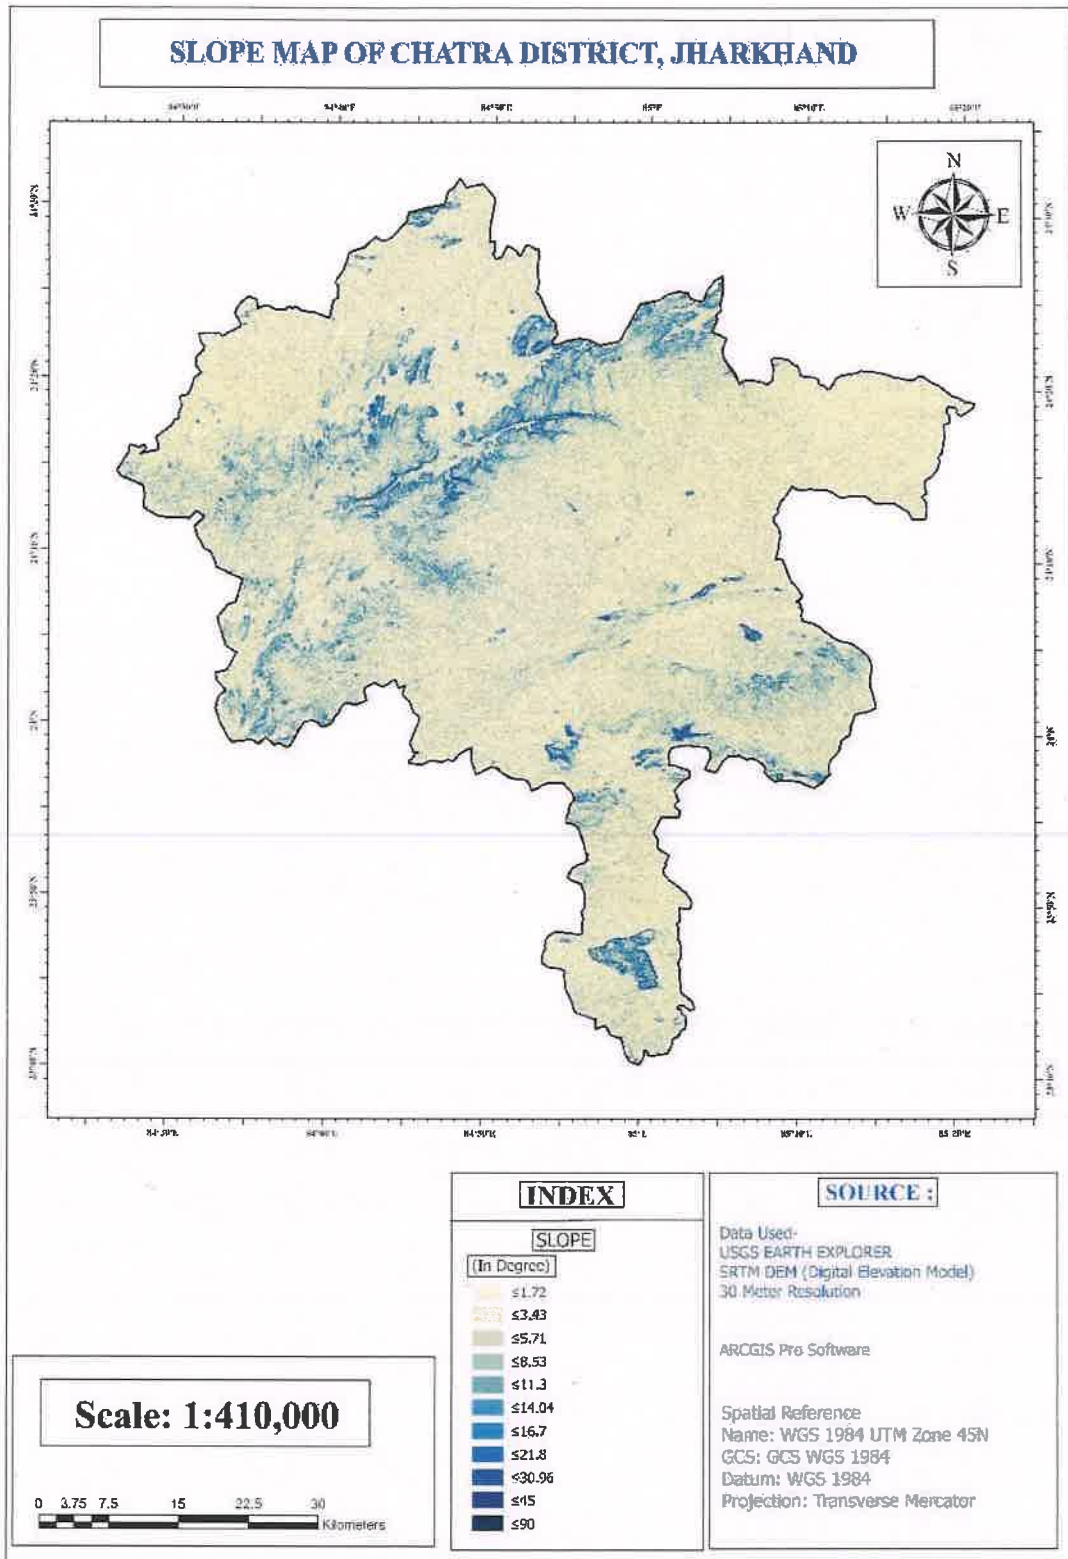 SLOPE MAP OF CHATRA DISTRICT, JHARKHAND
N
W E
S
INDEX
SLOPE
(In Degree)
≤1.72
≤3.43
≤5.71
≤8.53
≤11.3
≤14.04
≤16.7
≤21.8
≤30.96
≤45
≤90
SOURCE :
Data Used-
USGS EARTH EXPLORER
SRTM DEM (Digital Elevation Model)
30 Meter Resolution
ARCGIS Pro Software
Spatial Reference
Name: WGS 1984 UTM Zone 45N
GCS: GCS WGS 1984
Datum: WGS 1984
Projection: Transverse Mercator
Scale: 1:410,000
0 3.75 7.5 15 22.5 30
Kilometers